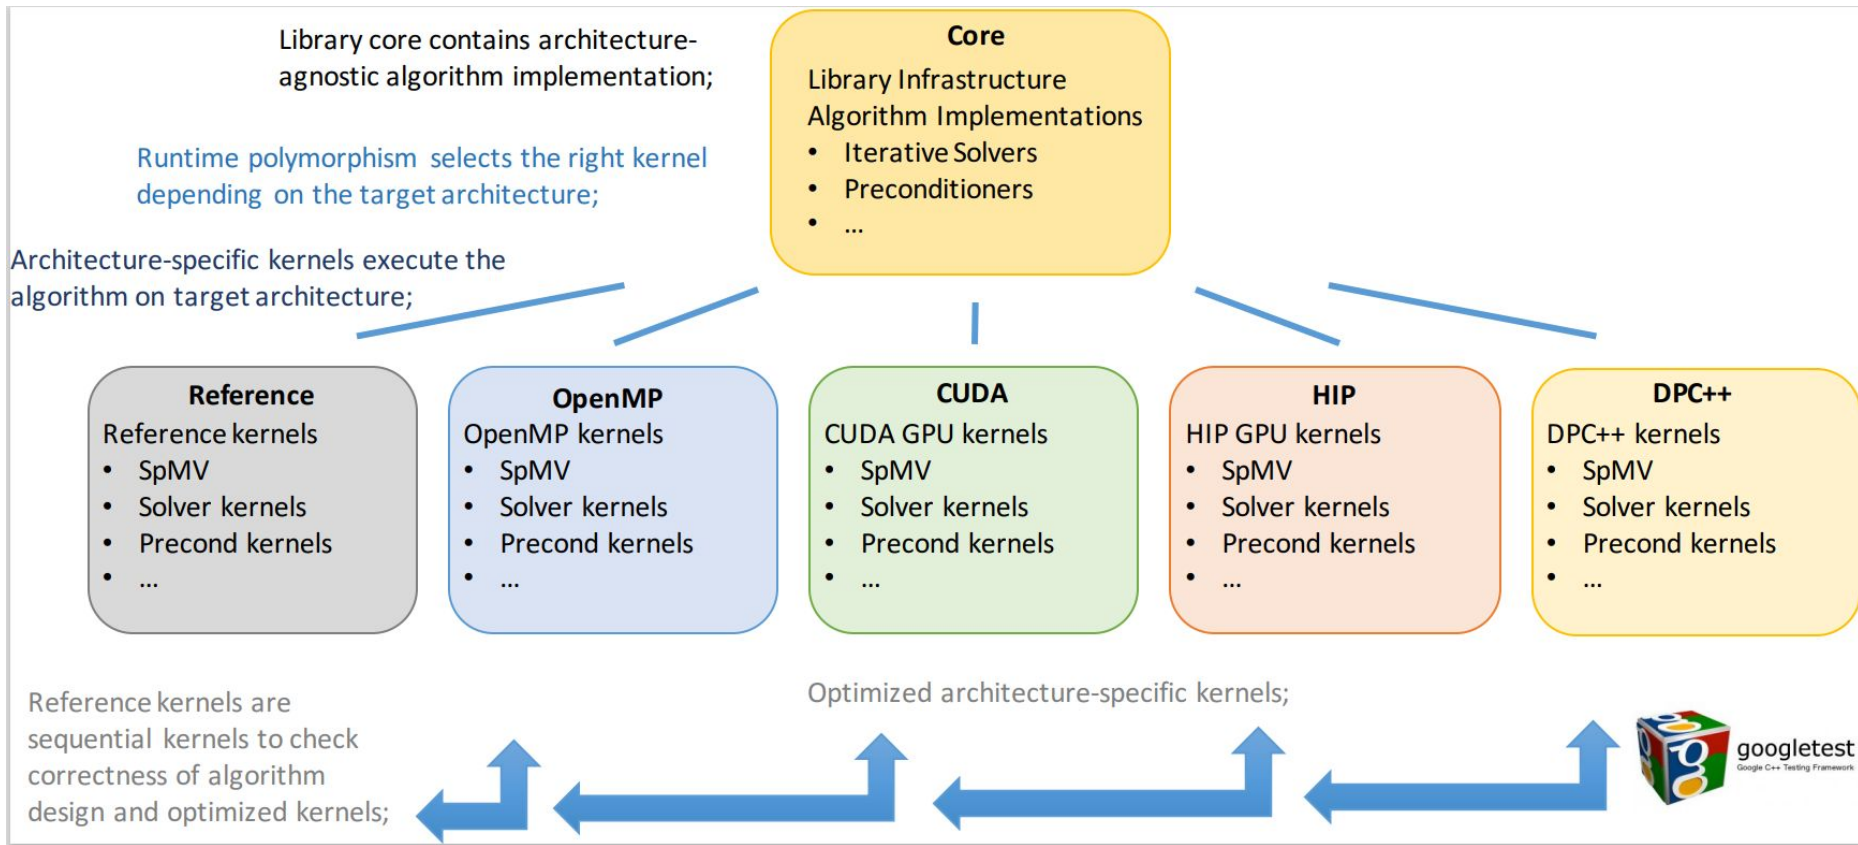 Library core contains architecture-
agnostic algorithm implementation;
Runtime polymorphism selects the right kernel
depending on the target architecture;
Architecture-specific kernels execute the
algorithm on target architecture;
Core
Library Infrastructure
Algorithm Implementations
• Iterative Solvers
• Preconditioners
• ...
Reference
Reference kernels
• SpMV
• Solver kernels
• Precond kernels
• ...
OpenMP
OpenMP kernels
• SpMV
• Solver kernels
• Precond kernels
• ...
CUDA
CUDA GPU kernels
• SpMV
• Solver kernels
• Precond kernels
• ...
HIP
HIP GPU kernels
• SpMV
• Solver kernels
• Precond kernels
• ...
DPC++
DPC++ kernels
• SpMV
• Solver kernels
• Precond kernels
• ...
Reference kernels are
sequential kernels to check
correctness of algorithm
design and optimized kernels;
Optimized architecture-specific kernels;
g
googletest
Google C++ Testing Framework